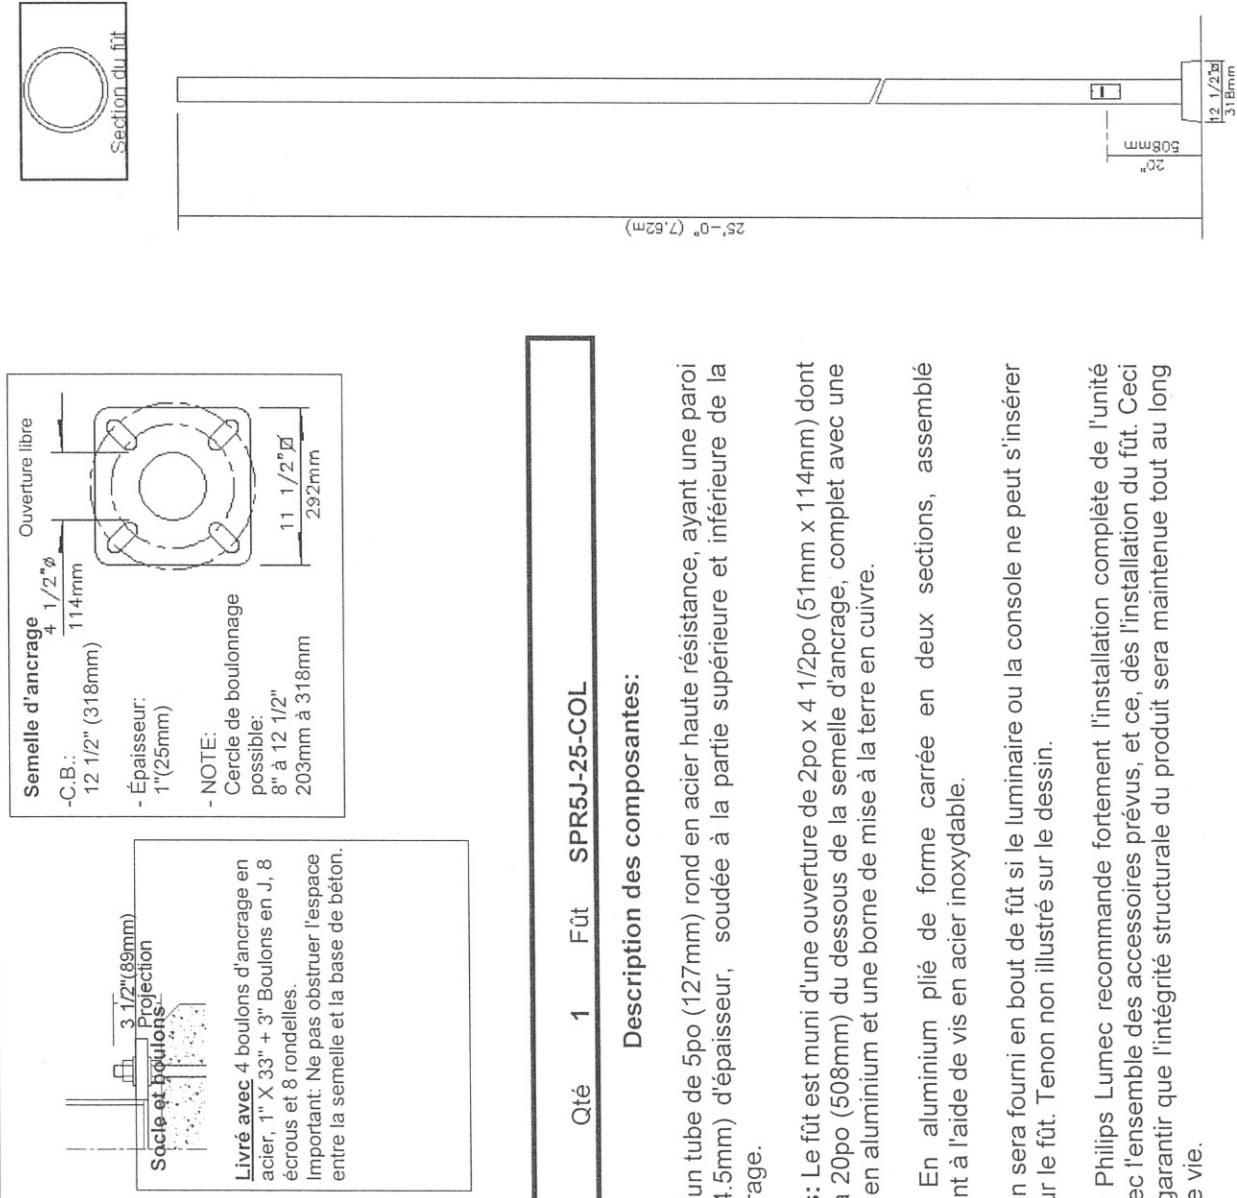 Section du fût
12 1/2"ø
318mm
20"
508mm
25'-0" (7,62m)
Semelle d'ancrage
Ouverture libre
4 1/2"ø
114mm
-C.B.:
12 1/2" (318mm)
- Épaisseur:
1"(25mm)
- NOTE:
Cercle de boulonnage
possible:
8" à 12 1/2"
203mm à 318mm
11 1/2"
292mm
3 1/2"(89mm)
Projection
Socle et boulons
Livré avec 4 boulons d'ancrage en
acier, 1" X 33" + 3" Boulons en J, 8
écrous et 8 rondelles.
Important: Ne pas obstruer l'espace
entre la semelle et la base de béton.
Qté 1 Fût SPR5J-25-COL
Description des composantes:
un tube de 5po (127mm) rond en acier haute résistance, ayant une paroi
4.5mm) d'épaisseur, soudée à la partie supérieure et inférieure de la
rage.
s: Le fût est muni d'une ouverture de 2po x 4 1/2po (51mm x 114mm) dont
a 20po (508mm) du dessous de la semelle d'ancrage, complet avec une
en aluminium et une borne de mise à la terre en cuivre.
En aluminium plié de forme carrée en deux sections, assemblé
nt à l'aide de vis en acier inoxydable.
n sera fourni en bout de fût si le luminaire ou la console ne peut s'insérer
ur le fût. Tenon non illustré sur le dessin.
Philips Lumec recommande fortement l'installation complète de l'unité
ec l'ensemble des accessoires prévus, et ce, dès l'installation du fût. Ceci
garantir que l'intégrité structurale du produit sera maintenue tout au long
e vie.